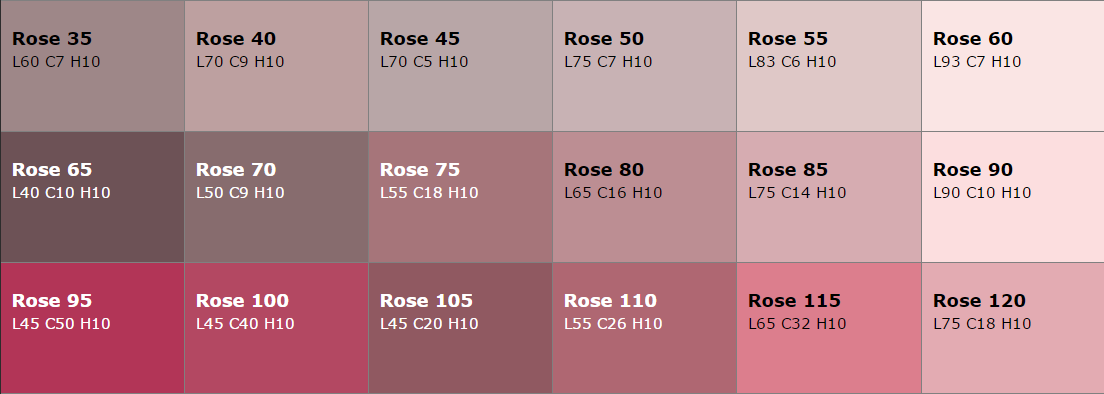 Rose 35
L60 C7 H10
Rose 40
L70 C9 H10
Rose 45
L70 C5 H10
Rose 50
L75 C7 H10
Rose 55
L83 C6 H10
Rose 60
L93 C7 H10
Rose 65
L40 C10 H10
Rose 70
L50 C9 H10
Rose 75
L55 C18 H10
Rose 80
L65 C16 H10
Rose 85
L75 C14 H10
Rose 90
L90 C10 H10
Rose 95
L45 C50 H10
Rose 100
L45 C40 H10
Rose 105
L45 C20 H10
Rose 110
L55 C26 H10
Rose 115
L65 C32 H10
Rose 120
L75 C18 H10